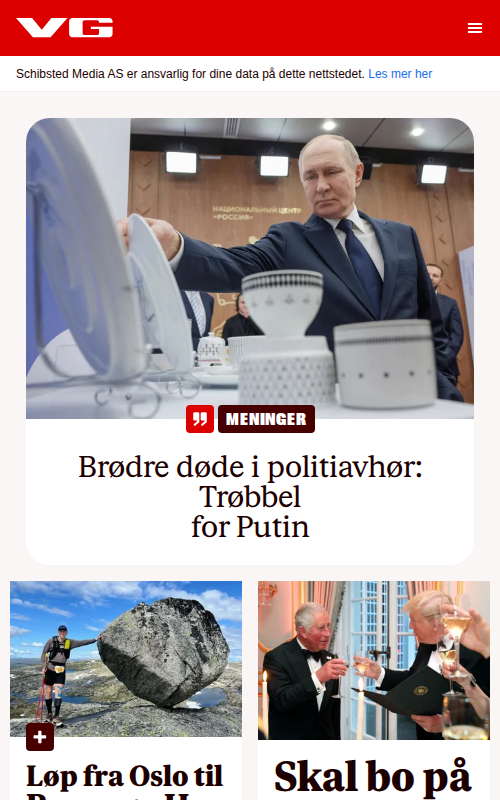 VG
Schibsted Media AS er ansvarlig for dine data på dette nettstedet. Les mer her
НАЦИОНАЛЬНЫЙ ЦЕНТР
«РОССИЯ»
MENINGER
Brødre døde i politiavhør:
Trøbbel
for Putin
Løp fra Oslo til
Skal bo på